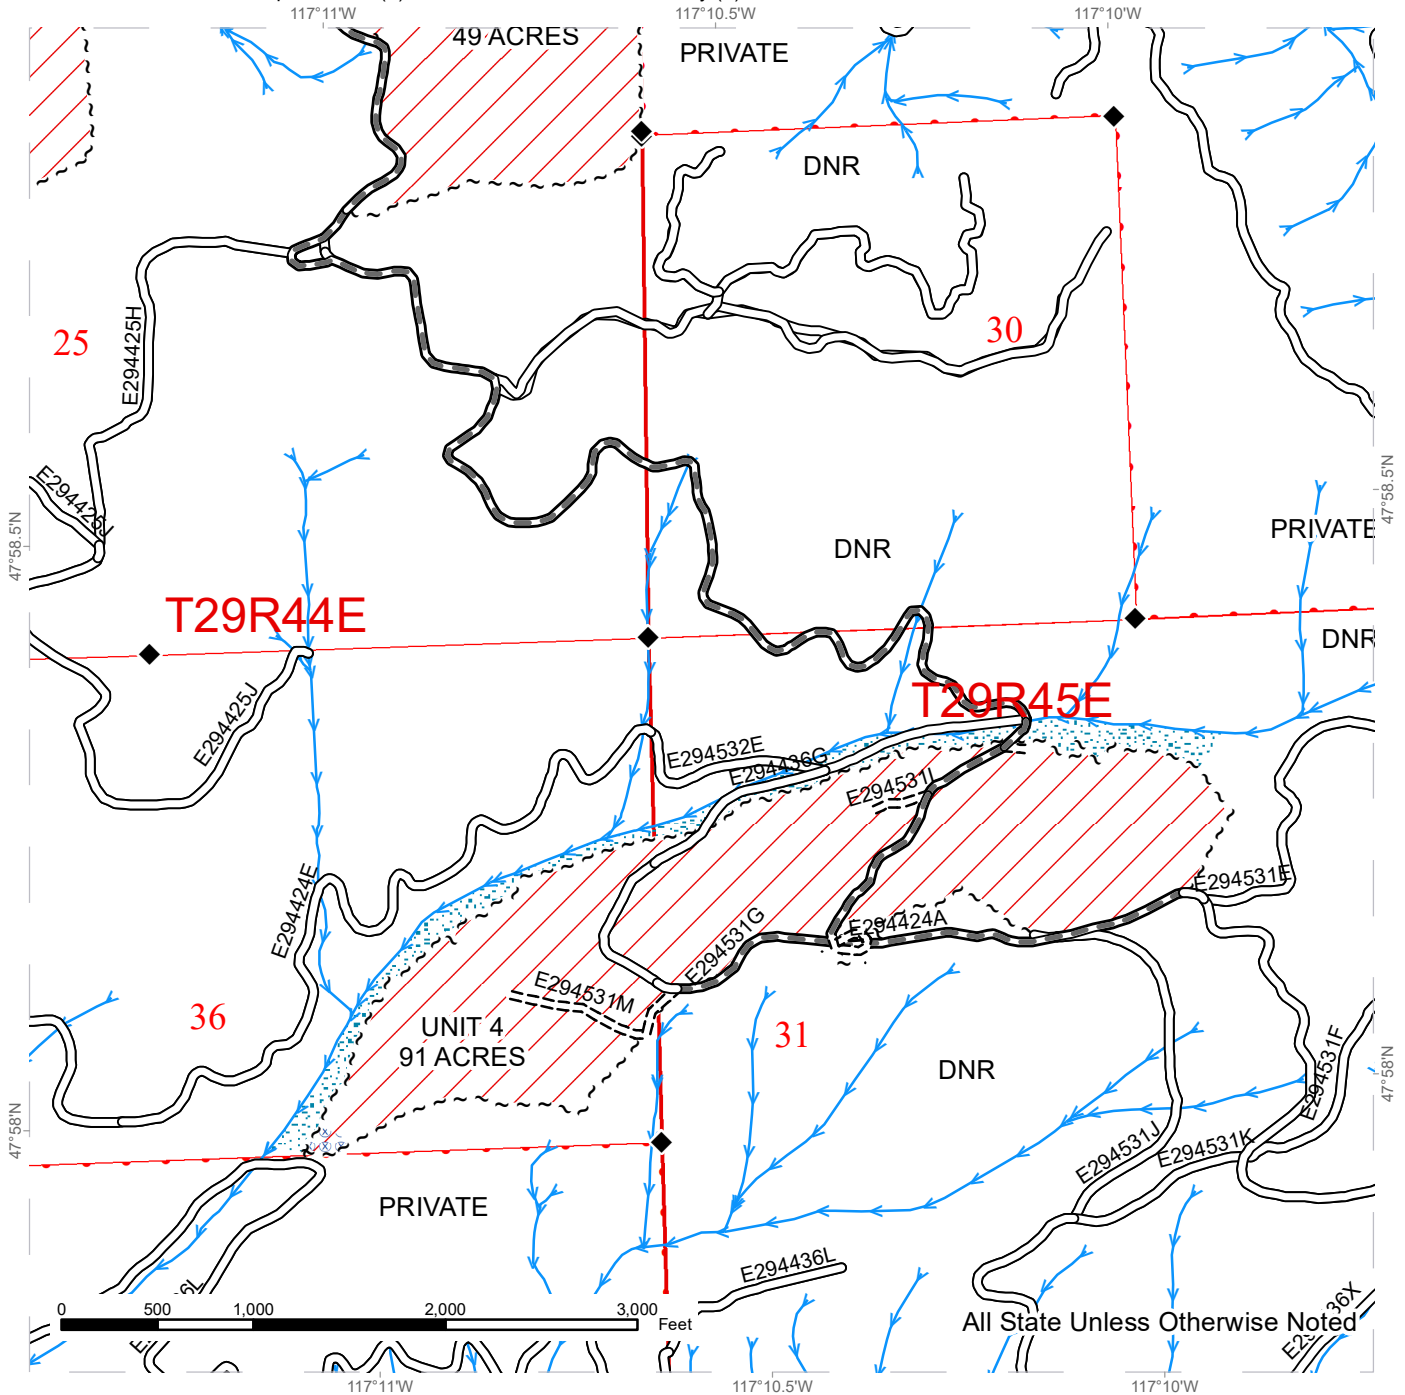 117°11'W
117°10.5'W
117°10'W
49 ACRES
PRIVATE
DNR
25
E294425H
30
E294425J
47°58.5'N
47°58.5'N
DNR
PRIVATE
T29R44E
DNR
E294425J
T29R45E
E294532E
E294436G
E294531I
E294424E
E294531E
E294424A
E294531G
E294531M
36
UNIT 4
91 ACRES
31
DNR
E294531F
47°58'N
47°58'N
E294531J
E294531K
PRIVATE
E294436L
36L
36X
0 500 1,000 2,000 3,000
Feet
All State Unless Otherwise Noted
117°11'W
117°10.5'W
117°10'W